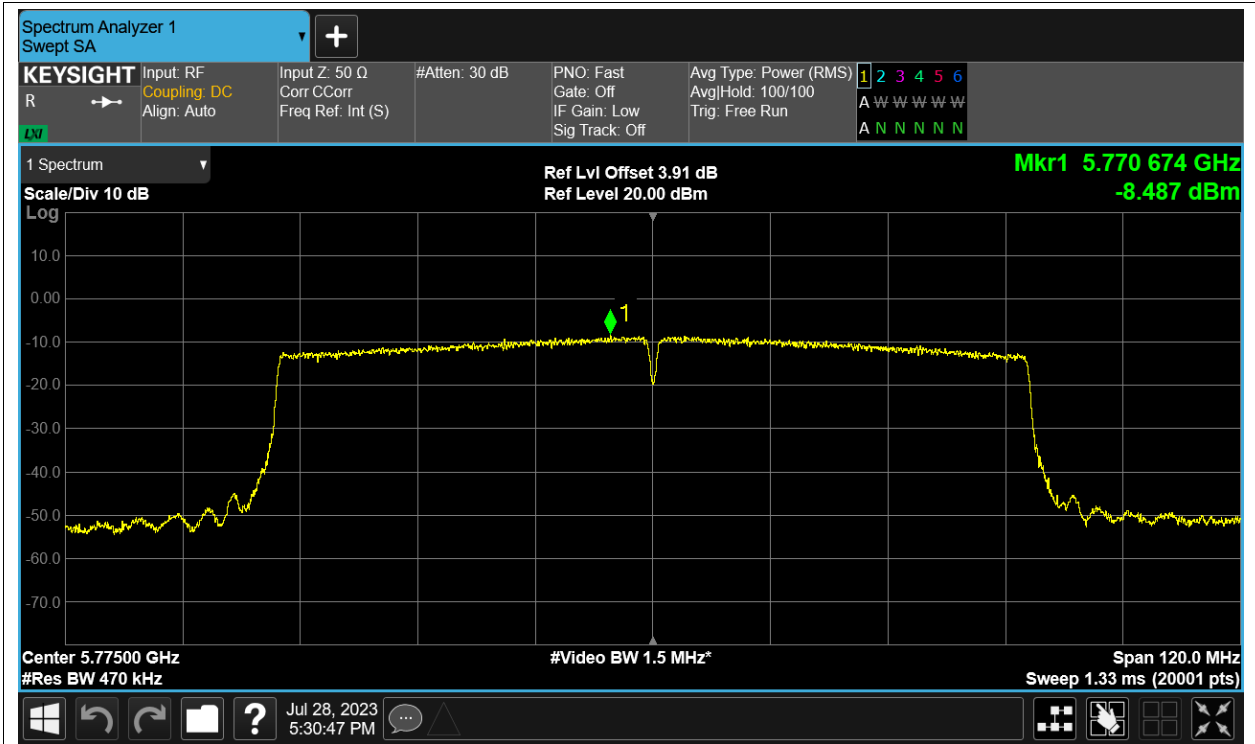 Spectrum Analyzer 1
Swept SA
KEYSIGHT
R
LXI
Input: RF
Coupling: DC
Align: Auto
Input Z: 50 Ω
Corr CCorr
Freq Ref: Int (S)
#Atten: 30 dB
PNO: Fast
Gate: Off
IF Gain: Low
Sig Track: Off
Avg Type: Power (RMS)
Avg|Hold: 100/100
Trig: Free Run
1 2 3 4 5 6
A W W W W W
A N N N N N
1 Spectrum
Scale/Div 10 dB
Log
Ref Lvl Offset 3.91 dB
Ref Level 20.00 dBm
Mkr1 5.770 674 GHz
-8.487 dBm
10.0
0.00
1
-10.0
-20.0
-30.0
-40.0
-50.0
-60.0
-70.0
Center 5.77500 GHz
#Res BW 470 kHz
#Video BW 1.5 MHz*
Span 120.0 MHz
Sweep 1.33 ms (20001 pts)
?
Jul 28, 2023
5:30:47 PM